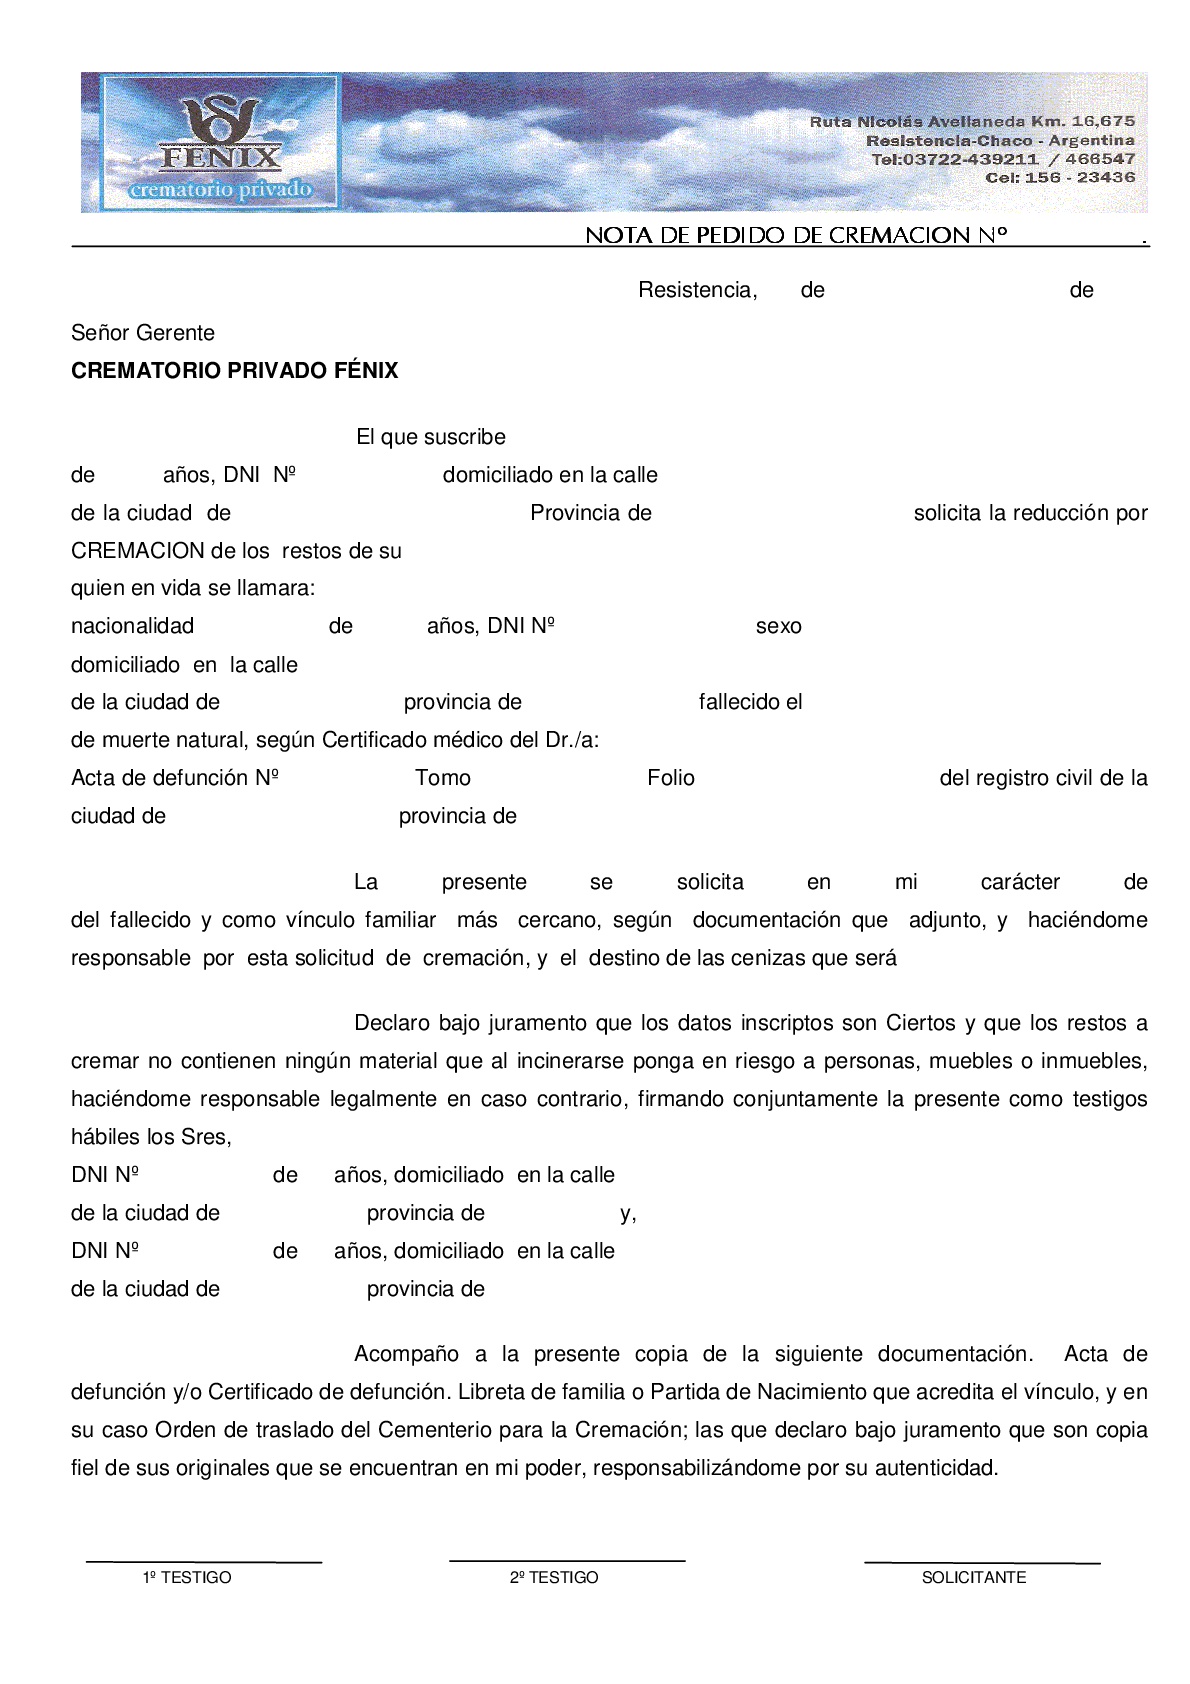 FENIX
crematorio privado
Ruta Nicolás Avellaneda Km. 16,675
Resistencia-Chaco - Argentina
Tel:03722-439211 / 466547
Cel: 156 - 23436
NOTA DE PEDIDO DE CREMACION Nº .
Resistencia, de de
Señor Gerente
CREMATORIO PRIVADO FÉNIX
El que suscribe
de años, DNI Nº domiciliado en la calle
de la ciudad de Provincia de solicita la reducción por
CREMACION de los restos de su
quien en vida se llamara:
nacionalidad de años, DNI Nº sexo
domiciliado en la calle
de la ciudad de provincia de fallecido el
de muerte natural, según Certificado médico del Dr./a:
Acta de defunción Nº Tomo Folio del registro civil de la
ciudad de provincia de
La presente se solicita en mi carácter de
del fallecido y como vínculo familiar más cercano, según documentación que adjunto, y haciéndome
responsable por esta solicitud de cremación, y el destino de las cenizas que será
Declaro bajo juramento que los datos inscriptos son Ciertos y que los restos a
cremar no contienen ningún material que al incinerarse ponga en riesgo a personas, muebles o inmuebles,
haciéndome responsable legalmente en caso contrario, firmando conjuntamente la presente como testigos
hábiles los Sres,
DNI Nº de años, domiciliado en la calle
de la ciudad de provincia de y,
DNI Nº de años, domiciliado en la calle
de la ciudad de provincia de
Acompaño a la presente copia de la siguiente documentación. Acta de
defunción y/o Certificado de defunción. Libreta de familia o Partida de Nacimiento que acredita el vínculo, y en
su caso Orden de traslado del Cementerio para la Cremación; las que declaro bajo juramento que son copia
fiel de sus originales que se encuentran en mi poder, responsabilizándome por su autenticidad.
1º TESTIGO 2º TESTIGO SOLICITANTE